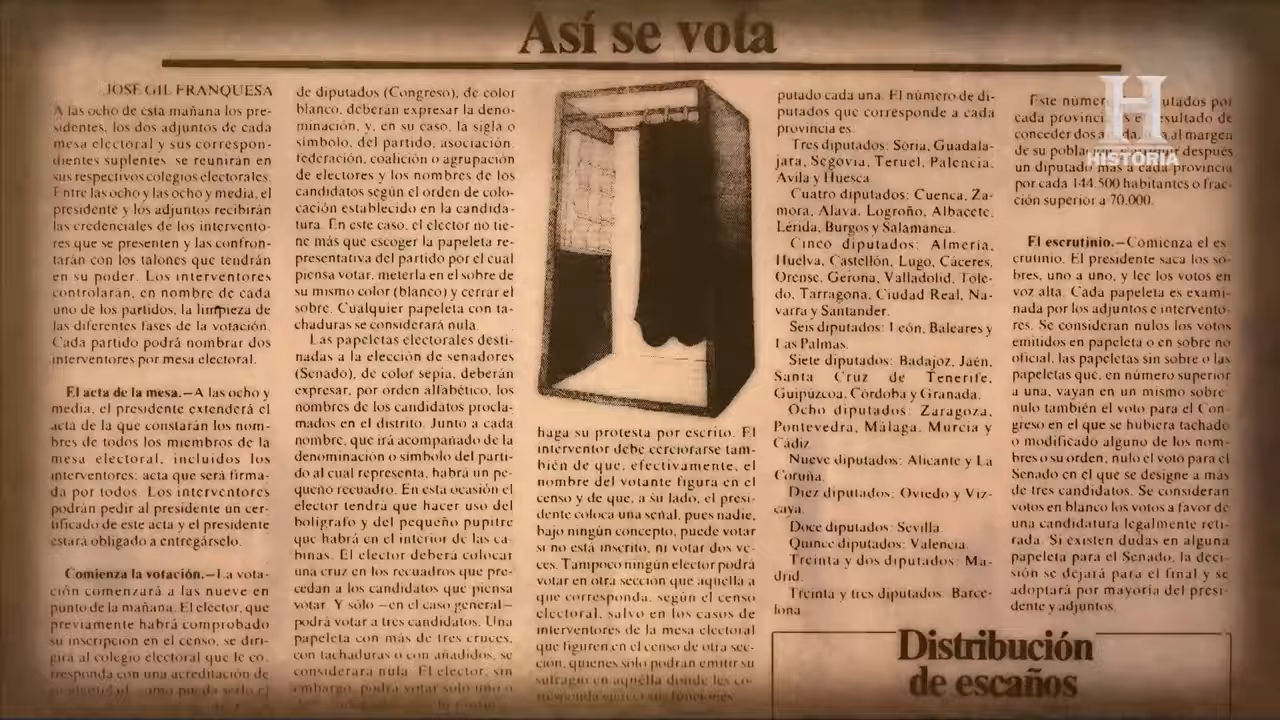 Así se vota
JOSE GIL FRANQUESA
A las ocho de esta mañana los pre-
sidentes, los dos adjuntos de cada
mesa electoral y sus correspon-
dientes suplentes se reunirán en
sus respectivos colegios electorales.
Entre las ocho y las ocho y media, el
presidente y los adjuntos recibirán
las credenciales de los intervento-
res que se presenten y las confron-
tarán con los talones que tendrán
en su poder. Los interventores
controlarán, en nombre de cada
uno de los partidos, la limpieza de
las diferentes fases de la votación.
Cada partido podrá nombrar dos
interventores por mesa electoral.
El acta de la mesa.—A las ocho y
media, el presidente extenderá el
acta de la que constarán los nom-
bres de todos los miembros de la
mesa electoral, incluidos los
interventores; acta que será firma-
da por todos. Los interventores
podrán pedir al presidente un cer-
tificado de este acta y el presidente
estará obligado a entregárselo.
Comienza la votación.—La vota-
ción comenzará a las nueve en
punto de la mañana. El elector, que
previamente habrá comprobado
su inscripción en el censo, se diri-
girá al colegio electoral que le co-
rresponda con una acreditación de
de diputados (Congreso), de color
blanco, deberán expresar la deno-
minación, y, en su caso, la sigla o
símbolo, del partido, asociación,
federación, coalición o agrupación
de electores y los nombres de los
candidatos según el orden de colo-
cación establecido en la candida-
tura. En este caso, el elector no tie-
ne más que escoger la papeleta re-
presentativa del partido por el cual
piensa votar, meterla en el sobre de
su mismo color (blanco) y cerrar el
sobre. Cualquier papeleta con ta-
chaduras se considerará nula.
Las papeletas electorales desti-
nadas a la elección de senadores
(Senado), de color sepia, deberán
expresar, por orden alfabético, los
nombres de los candidatos procla-
mados en el distrito. Junto a cada
nombre, que irá acompañado de la
denominación o símbolo del parti-
do al cual representa, habrá un pe-
queño recuadro. En esta ocasión el
elector tendrá que hacer uso del
bolígrafo y del pequeño pupitre
que habrá en el interior de las ca-
binas. El elector deberá colocar
una cruz en los recuadros que pre-
cedan a los candidatos que piensa
votar. Y sólo —en el caso general—
podrá votar a tres candidatos. Una
papeleta con más de tres cruces,
con tachaduras o con añadidos, se
considerará nula. El elector, sin
embargo, podrá votar sólo uno o
haga su protesta por escrito. El
interventor debe cerciorarse tam-
bién de que, efectivamente, el
nombre del votante figura en el
censo y de que, a su lado, el presi-
dente coloca una señal, pues nadie,
bajo ningún concepto, puede votar
si no está inscrito, ni votar dos ve-
ces. Tampoco ningún elector podrá
votar en otra sección que aquella a
que corresponda, según el censo
electoral, salvo en los casos de
interventores de la mesa electoral
que figuren en el censo de otra sec-
ción, quienes sólo podrán emitir su
sufragio en aquélla donde les co-
rresponda ejercer sus funciones.
putado cada una. El número de di-
putados que corresponde a cada
provincia es:
Tres diputados: Soria, Guadala-
jara, Segovia, Teruel, Palencia,
Avila y Huesca.
Cuatro diputados: Cuenca, Za-
mora, Alava, Logroño, Albacete,
Lérida, Burgos y Salamanca.
Cinco diputados: Almería,
Huelva, Castellón, Lugo, Cáceres,
Orense, Gerona, Valladolid, Tole-
do, Tarragona, Ciudad Real, Na-
varra y Santander.
Seis diputados: León, Baleares y
Las Palmas.
Siete diputados: Badajoz, Jaén,
Santa Cruz de Tenerife,
Guipúzcoa, Córdoba y Granada.
Ocho diputados: Zaragoza,
Pontevedra, Málaga, Murcia y
Cádiz.
Nueve diputados: Alicante y La
Coruña.
Diez diputados: Oviedo y Viz-
caya.
Doce diputados: Sevilla.
Quince diputados: Valencia.
Treinta y dos diputados: Ma-
drid.
Treinta y tres diputados: Barce-
lona.
Este número putados por
cada provincia resultado de
conceder dos al margen
de su población después
un diputado más a cada provincia
por cada 144.500 habitantes o frac-
ción superior a 70.000.
El escrutinio.—Comienza el es-
crutinio. El presidente saca los so-
bres, uno a uno, y lee los votos en
voz alta. Cada papeleta es exami-
nada por los adjuntos e intervento-
res. Se consideran nulos los votos
emitidos en papeleta o en sobre no
oficial, las papeletas sin sobre o las
papeletas que, en número superior
a una, vayan en un mismo sobre;
nulo también el voto para el Con-
greso en el que se hubiera tachado
o modificado alguno de los nom-
bres o su orden, nulo el voto para el
Senado en el que se designe a más
de tres candidatos. Se consideran
votos en blanco los votos a favor de
una candidatura legalmente reti-
rada. Si existen dudas en alguna
papeleta para el Senado, la deci-
sión se dejará para el final y se
adoptará por mayoría del presi-
dente y adjuntos.
Distribución
de escaños
H
HISTORIA